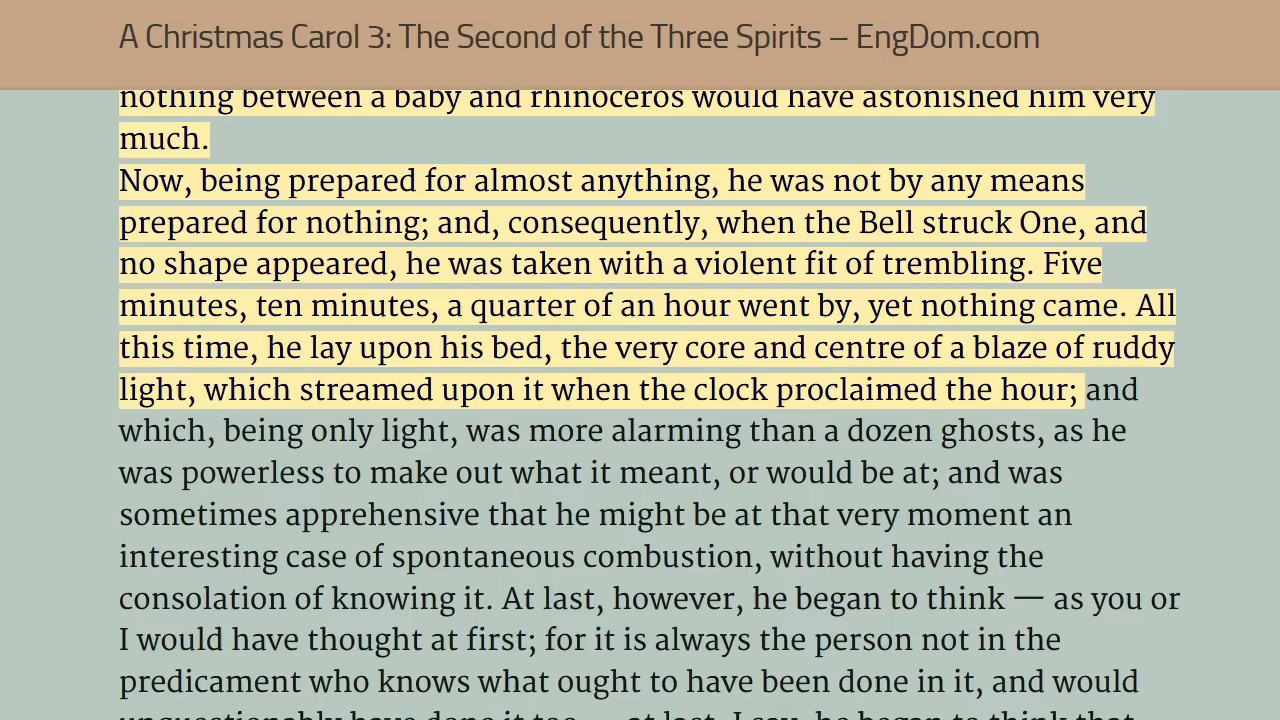 A Christmas Carol 3: The Second of the Three Spirits – EngDom.com
nothing between a baby and rhinoceros would have astonished him very
much.
Now, being prepared for almost anything, he was not by any means
prepared for nothing; and, consequently, when the Bell struck One, and
no shape appeared, he was taken with a violent fit of trembling. Five
minutes, ten minutes, a quarter of an hour went by, yet nothing came. All
this time, he lay upon his bed, the very core and centre of a blaze of ruddy
light, which streamed upon it when the clock proclaimed the hour; and
which, being only light, was more alarming than a dozen ghosts, as he
was powerless to make out what it meant, or would be at; and was
sometimes apprehensive that he might be at that very moment an
interesting case of spontaneous combustion, without having the
consolation of knowing it. At last, however, he began to think — as you or
I would have thought at first; for it is always the person not in the
predicament who knows what ought to have been done in it, and would